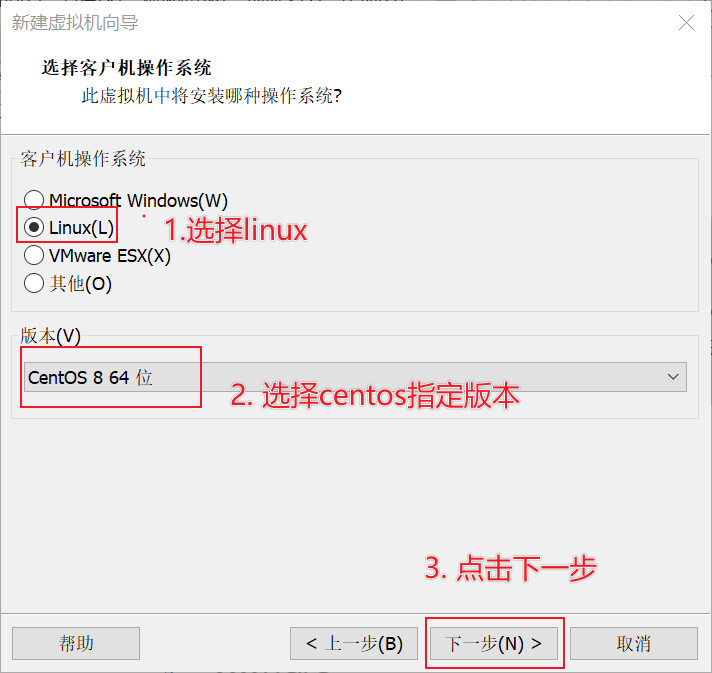 新建虚拟机向导
选择客户机操作系统
此虚拟机中将安装哪种操作系统?
客户机操作系统
Microsoft Windows(W)
Linux(L)
1.选择linux
VMware ESX(X)
其他(O)
版本(V)
CentOS 8 64 位
2. 选择centos指定版本
3. 点击下一步
帮助
< 上一步(B)
下一步(N) >
取消